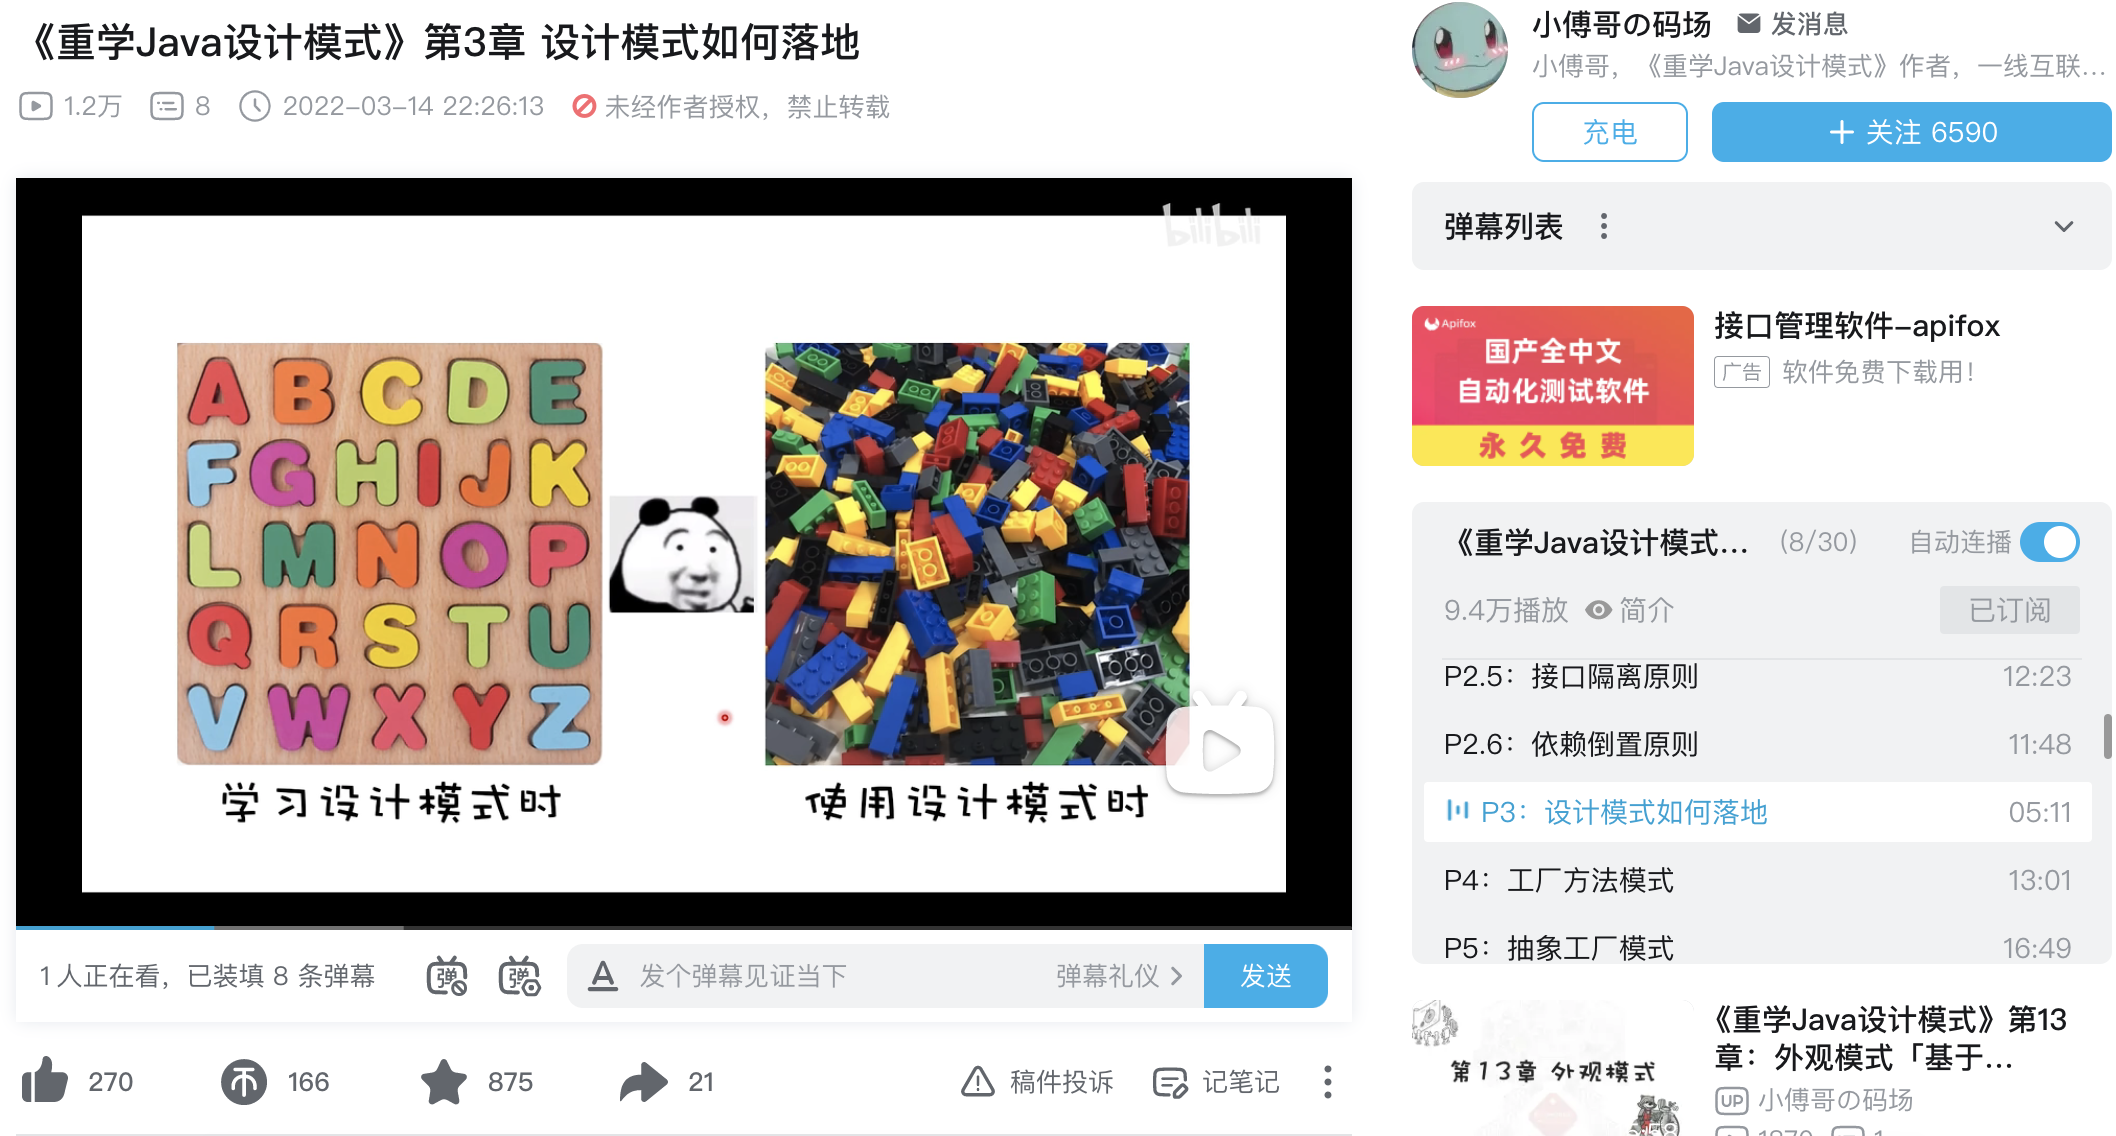 《重学Java设计模式》第3章 设计模式如何落地
1.2万 8 2022-03-14 22:26:13 未经作者授权，禁止转载
bilibili
A B C D E
F G H I J K
L M N O P
Q R S T U
V W X Y Z
学习设计模式时
使用设计模式时
1人正在看，已装填 8 条弹幕
弹
弹
A 发个弹幕见证当下
弹幕礼仪 >
发送
270
166
875
21
稿件投诉
记笔记
小傅哥の码场
发消息
小傅哥，《重学Java设计模式》作者，一线互联...
充电
+ 关注 6590
弹幕列表
Apifox
国产全中文
自动化测试软件
永久免费
接口管理软件-apifox
广告 软件免费下载用！
《重学Java设计模式... (8/30) 自动连播
9.4万播放 简介
已订阅
P2.5：接口隔离原则 12:23
P2.6：依赖倒置原则 11:48
P3：设计模式如何落地 05:11
P4：工厂方法模式 13:01
P5：抽象工厂模式 16:49
第13章 外观模式
《重学Java设计模式》第13
章：外观模式「基于...
UP 小傅哥の码场